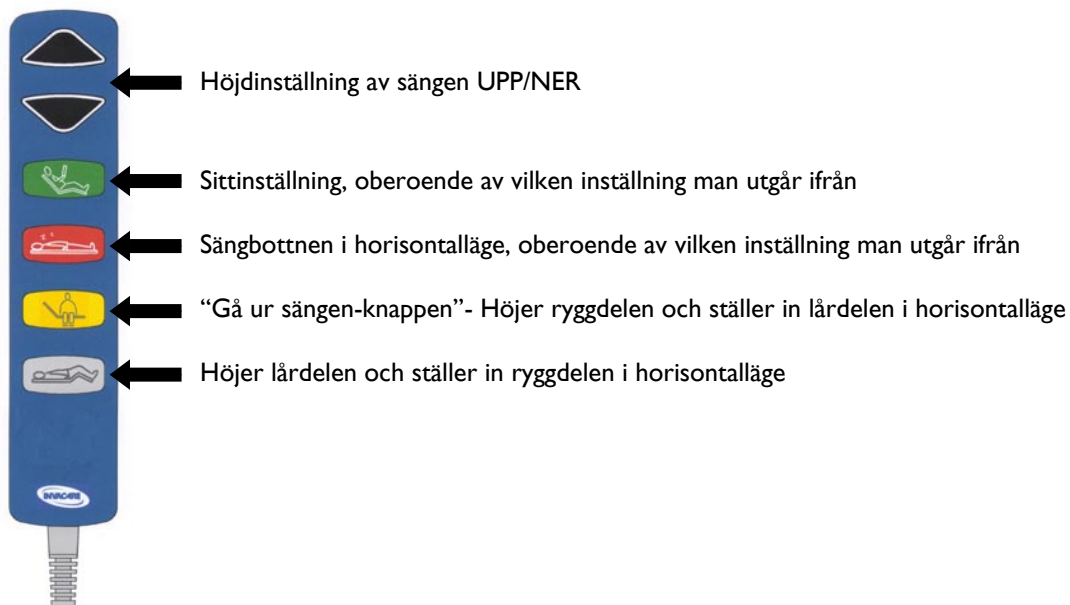 Höjdinställning av sängen UPP/NER
Sittinställning, oberoende av vilken inställning man utgår ifrån
Sängbottnen i horisontalläge, oberoende av vilken inställning man utgår ifrån
“Gå ur sängen-knappen”- Höjer ryggdelen och ställer in lårdelen i horisontalläge
Höjer lårdelen och ställer in ryggdelen i horisontalläge
INVACARE